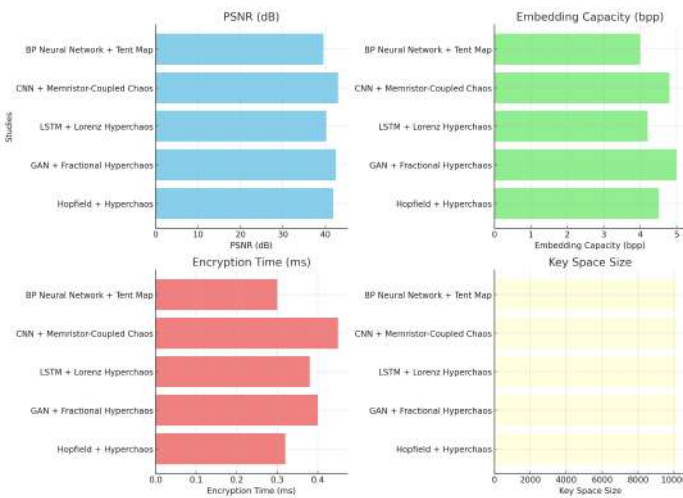 PSNR (dB)
Studies
BP Neural Network + Tent Map
CNN + Memristor-Coupled Chaos
LSTM + Lorenz Hyperchaos
GAN + Fractional Hyperchaos
Hopfield + Hyperchaos
0 10 20 30 40
PSNR (dB)
Embedding Capacity (bpp)
BP Neural Network + Tent Map
CNN + Memristor-Coupled Chaos
LSTM + Lorenz Hyperchaos
GAN + Fractional Hyperchaos
Hopfield + Hyperchaos
0 1 2 3 4 5
Embedding Capacity (bpp)
Encryption Time (ms)
BP Neural Network + Tent Map
CNN + Memristor-Coupled Chaos
LSTM + Lorenz Hyperchaos
GAN + Fractional Hyperchaos
Hopfield + Hyperchaos
0.0 0.1 0.2 0.3 0.4
Encryption Time (ms)
Key Space Size
BP Neural Network + Tent Map
CNN + Memristor-Coupled Chaos
LSTM + Lorenz Hyperchaos
GAN + Fractional Hyperchaos
Hopfield + Hyperchaos
0 2000 4000 6000 8000
Key Space Size